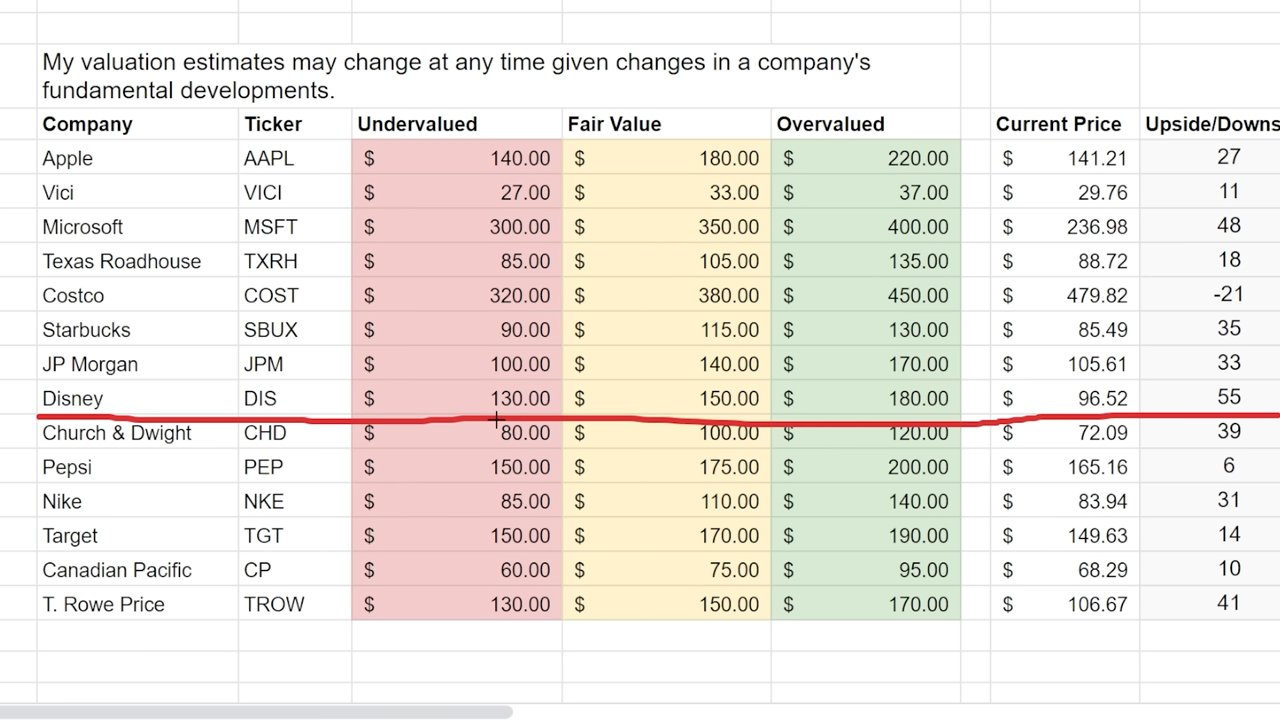 My valuation estimates may change at any time given changes in a company's
fundamental developments.
Company Ticker Undervalued Fair Value Overvalued Current Price Upside/Downs
Apple AAPL $ 140.00 $ 180.00 $ 220.00 $ 141.21 27
Vici VICI $ 27.00 $ 33.00 $ 37.00 $ 29.76 11
Microsoft MSFT $ 300.00 $ 350.00 $ 400.00 $ 236.98 48
Texas Roadhouse TXRH $ 85.00 $ 105.00 $ 135.00 $ 88.72 18
Costco COST $ 320.00 $ 380.00 $ 450.00 $ 479.82 -21
Starbucks SBUX $ 90.00 $ 115.00 $ 130.00 $ 85.49 35
JP Morgan JPM $ 100.00 $ 140.00 $ 170.00 $ 105.61 33
Disney DIS $ 130.00 $ 150.00 $ 180.00 $ 96.52 55
Church & Dwight CHD $ 80.00 $ 100.00 $ 120.00 $ 72.09 39
Pepsi PEP $ 150.00 $ 175.00 $ 200.00 $ 165.16 6
Nike NKE $ 85.00 $ 110.00 $ 140.00 $ 83.94 31
Target TGT $ 150.00 $ 170.00 $ 190.00 $ 149.63 14
Canadian Pacific CP $ 60.00 $ 75.00 $ 95.00 $ 68.29 10
T. Rowe Price TROW $ 130.00 $ 150.00 $ 170.00 $ 106.67 41